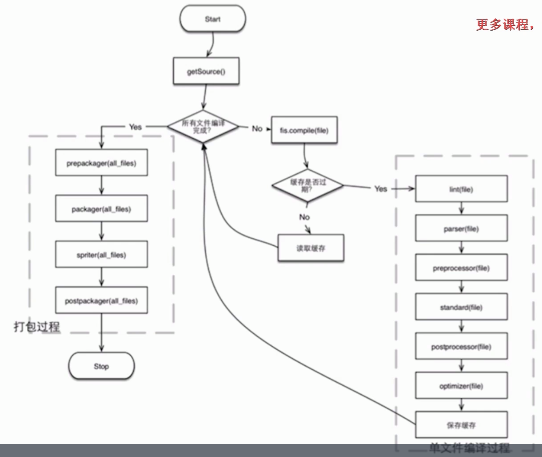 更多课程，
Start
getSource()
所有文件编译
完成?
Yes
No
fis.compile(file)
prepackager(all_files)
缓存是否过
期?
Yes
lint(file)
packager(all_files)
parser(file)
No
spriter(all_files)
读取缓存
preprocessor(file)
postpackager(all_files)
standard(file)
打包过程
postprocessor(file)
Stop
optimizer(file)
保存缓存
单文件编译过程